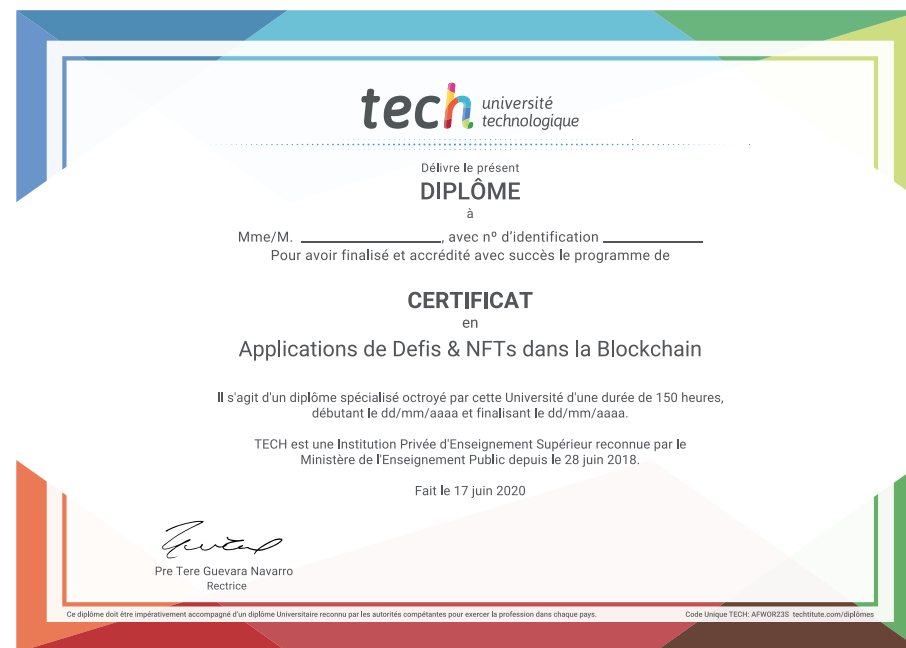 tech université
technologique
Délivre le présent
DIPLÔME
à
Mme/M. ____________________, avec nº d'identification ______________
Pour avoir finalisé et accrédité avec succès le programme de
CERTIFICAT
en
Applications de Defis & NFTs dans la Blockchain
Il s'agit d'un diplôme spécialisé octroyé par cette Université d'une durée de 150 heures,
débutant le dd/mm/aaaa et finalisant le dd/mm/aaaa.
TECH est une Institution Privée d'Enseignement Supérieur reconnue par le
Ministère de l'Enseignement Public depuis le 28 juin 2018.
Fait le 17 juin 2020
Pre Tere Guevara Navarro
Rectrice
Ce diplôme doit être impérativement accompagné d'un diplôme Universitaire reconnu par les autorités compétantes pour exercer la profession dans chaque pays.
Code Unique TECH: AFWOR23S techtitute.com/diplômes